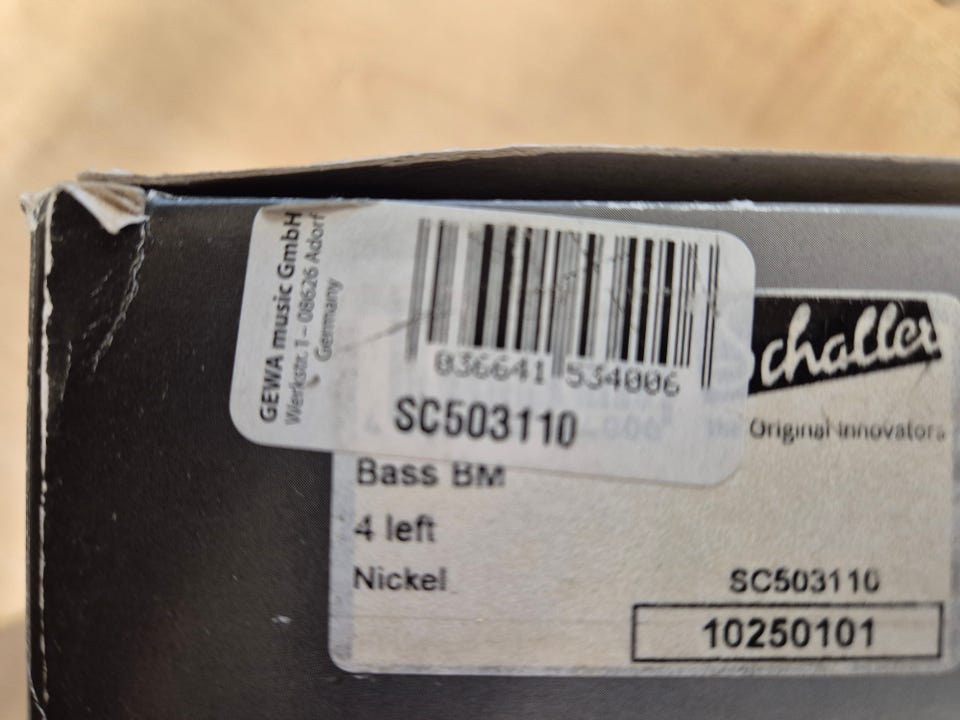 GEWA music GmbH
Werkstr. 1 – 08626 Adorf
Germany
036641 534006
SC503110
challer
Original Innovators
Bass BM
4 left
Nickel
SC503110
10250101